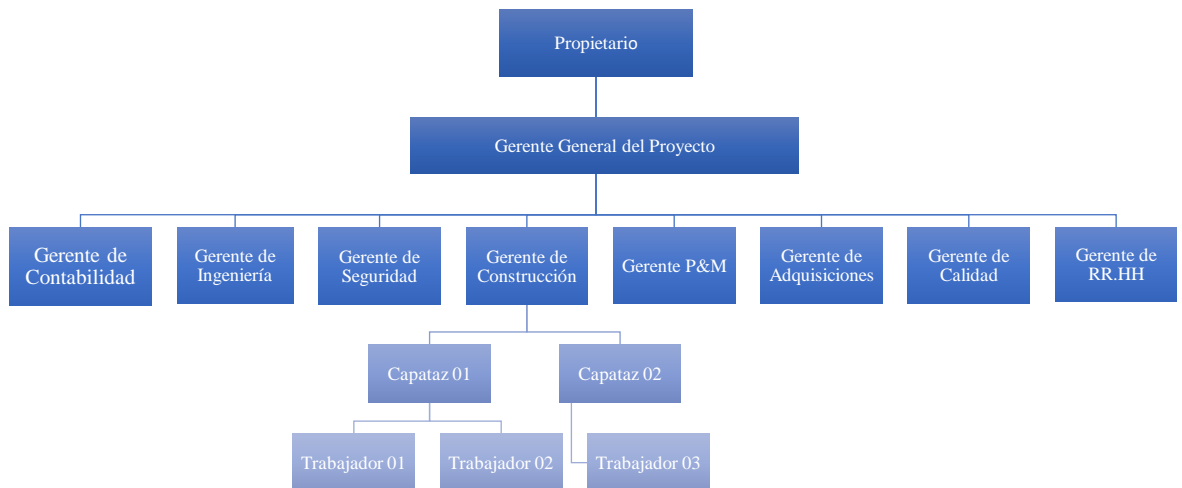 Propietario
Gerente General del Proyecto
Gerente de
Contabilidad
Gerente de
Ingeniería
Gerente de
Seguridad
Gerente de
Construcción
Gerente P&M
Gerente de
Adquisiciones
Gerente de
Calidad
Gerente de
RR.HH
Capataz 01
Capataz 02
Trabajador 01
Trabajador 02
Trabajador 03